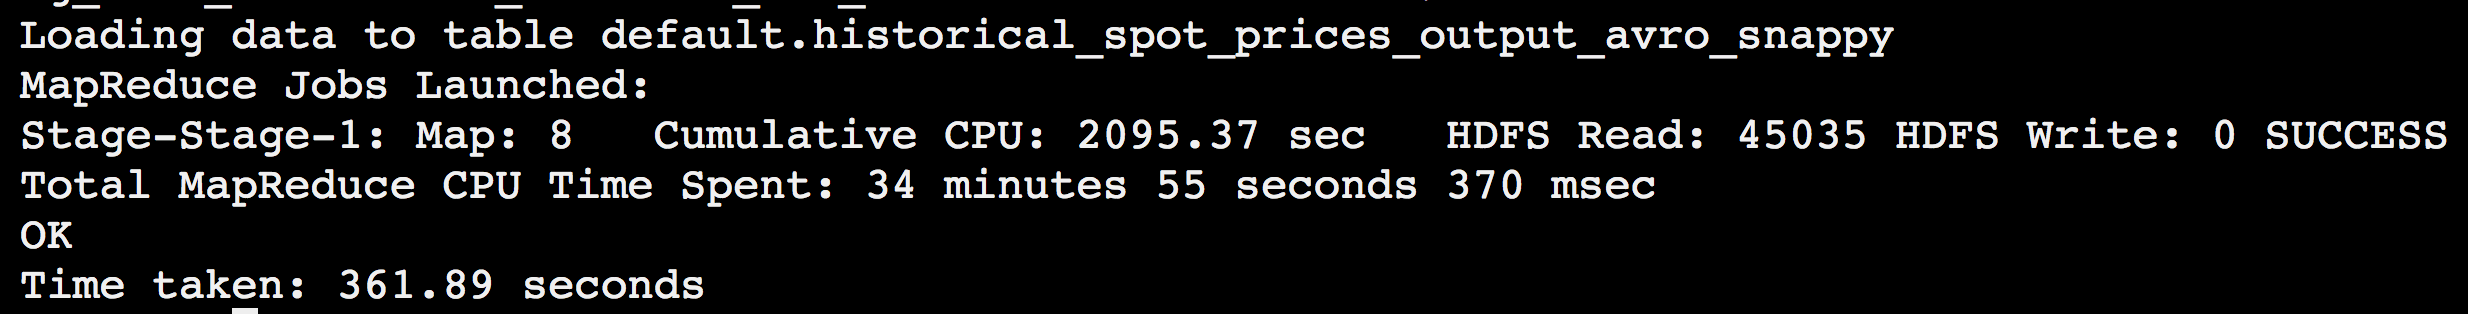 Loading data to table default.historical_spot_prices_output_avro_snappy
MapReduce Jobs Launched:
Stage-Stage-1: Map: 8   Cumulative CPU: 2095.37 sec   HDFS Read: 45035 HDFS Write: 0 SUCCESS
Total MapReduce CPU Time Spent: 34 minutes 55 seconds 370 msec
OK
Time taken: 361.89 seconds